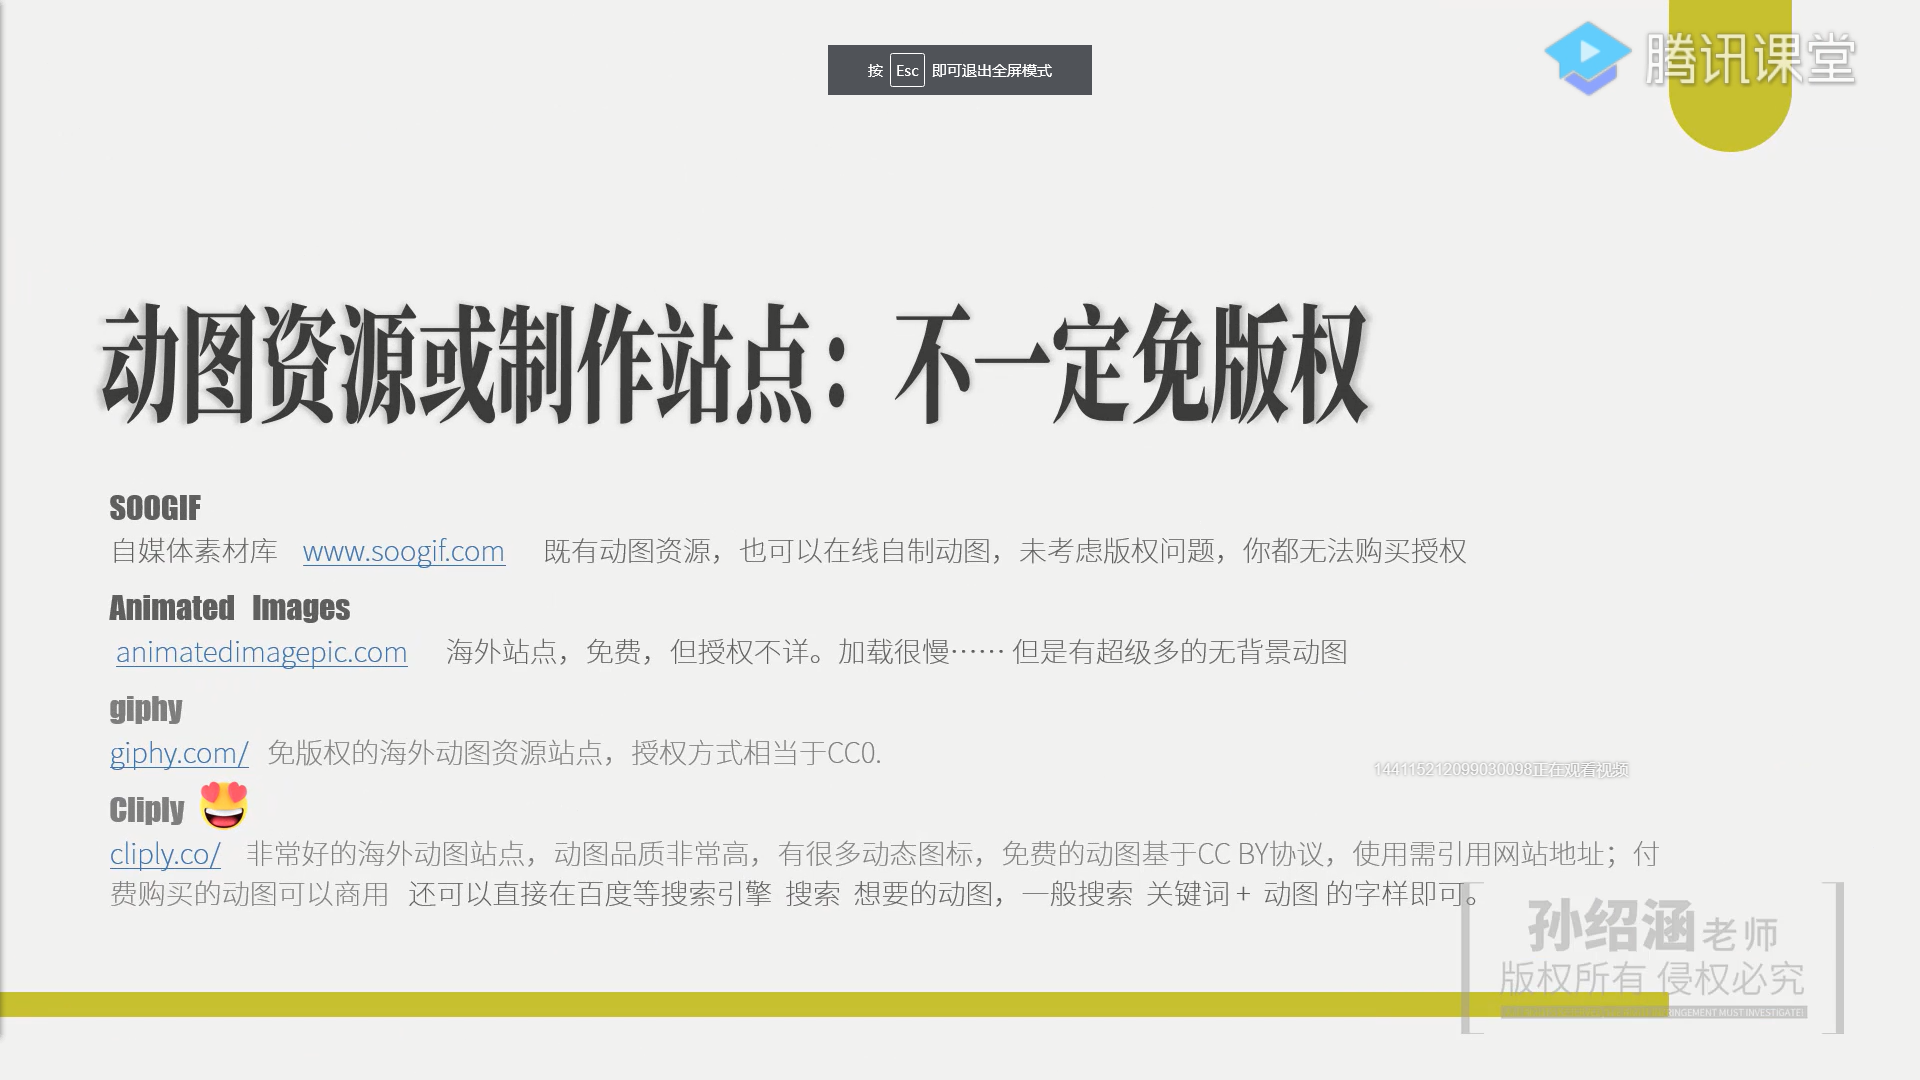 按 Esc 即可退出全屏模式
腾讯课堂
动图资源或制作站点：不一定免版权
SOOGIF
自媒体素材库 www.soogif.com 既有动图资源，也可以在线自制动图，未考虑版权问题，你都无法购买授权
Animated Images
animatedimagepic.com 海外站点，免费，但授权不详。加载很慢…… 但是有超级多的无背景动图
giphy
giphy.com/ 免版权的海外动图资源站点，授权方式相当于CC0.
144115212099030098正在观看视频
Cliply
cliply.co/ 非常好的海外动图站点，动图品质非常高，有很多动态图标，免费的动图基于CC BY协议，使用需引用网站地址；付
费购买的动图可以商用 还可以直接在百度等搜索引擎 搜索 想要的动图，一般搜索 关键词 + 动图 的字样即可。
孙绍涵老师
版权所有 侵权必究
MUST INVESTIGATE!